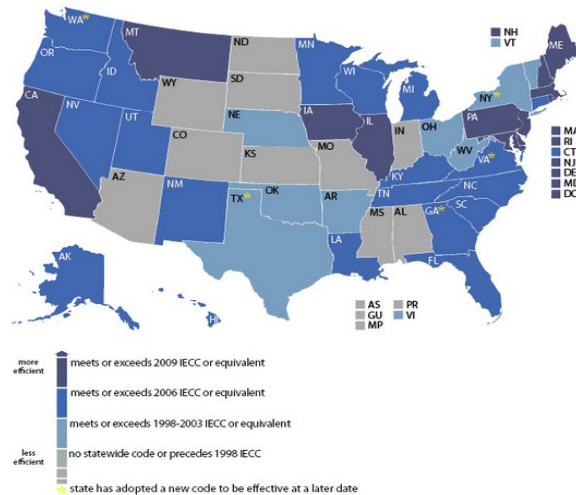 WA*
MT
ND
MN
ME
NH
VT
OR
ID
SD
WI
MI
NY*
WY
CA
NV
NE
IA
IL
IN
OH
PA
UT
CO
KS
MO
WV
VA*
KY
MA
RI
CT
NJ
DE
MD
DC
AZ
NM
OK
AR
TN
NC
TX*
MS
AL
GA*
SC
LA
FL
AK
HI
AS
PR
GU
VI
MP
more efficient
meets or exceeds 2009 IECC or equivalent
meets or exceeds 2006 IECC or equivalent
meets or exceeds 1998-2003 IECC or equivalent
less efficient
no statewide code or precedes 1998 IECC
* state has adopted a new code to be effective at a later date